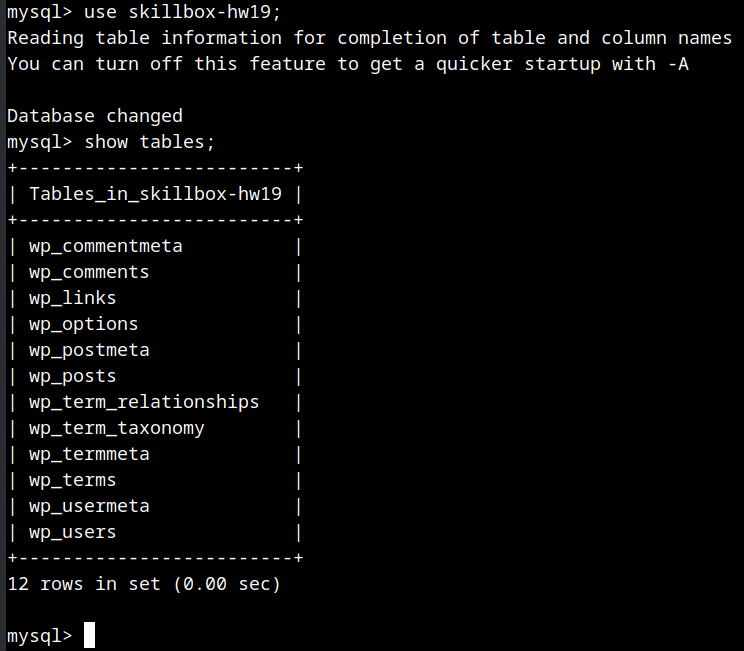 mysql> use skillbox-hw19;
Reading table information for completion of table and column names
You can turn off this feature to get a quicker startup with -A

Database changed
mysql> show tables;
+-------------------------+
| Tables_in_skillbox-hw19 |
+-------------------------+
| wp_commentmeta          |
| wp_comments             |
| wp_links                |
| wp_options              |
| wp_postmeta             |
| wp_posts                |
| wp_term_relationships   |
| wp_term_taxonomy        |
| wp_termmeta             |
| wp_terms                |
| wp_usermeta             |
| wp_users                |
+-------------------------+
12 rows in set (0.00 sec)

mysql>